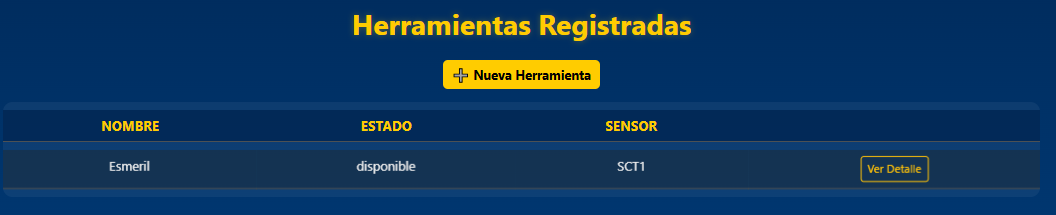 Herramientas Registradas
➕ Nueva Herramienta
NOMBRE ESTADO SENSOR
Esmeril disponible SCT1 Ver Detalle